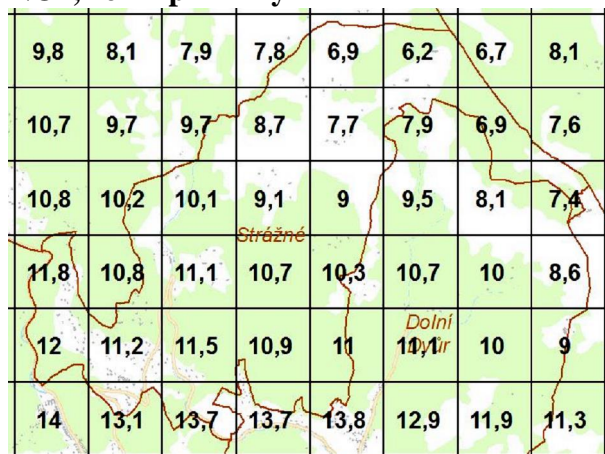 9,8 8,1 7,9 7,8 6,9 6,2 6,7 8,1
10,7 9,7 9,7 8,7 7,7 7,9 6,9 7,6
10,8 10,2 10,1 9,1 9 9,5 8,1 7,4
Strážné
11,8 10,8 11,1 10,7 10,3 10,7 10 8,6
Dolní
12 11,2 11,5 10,9 11 11,1 10 9
Dvůr
14 13,1 13,7 13,7 13,8 12,9 11,9 11,3